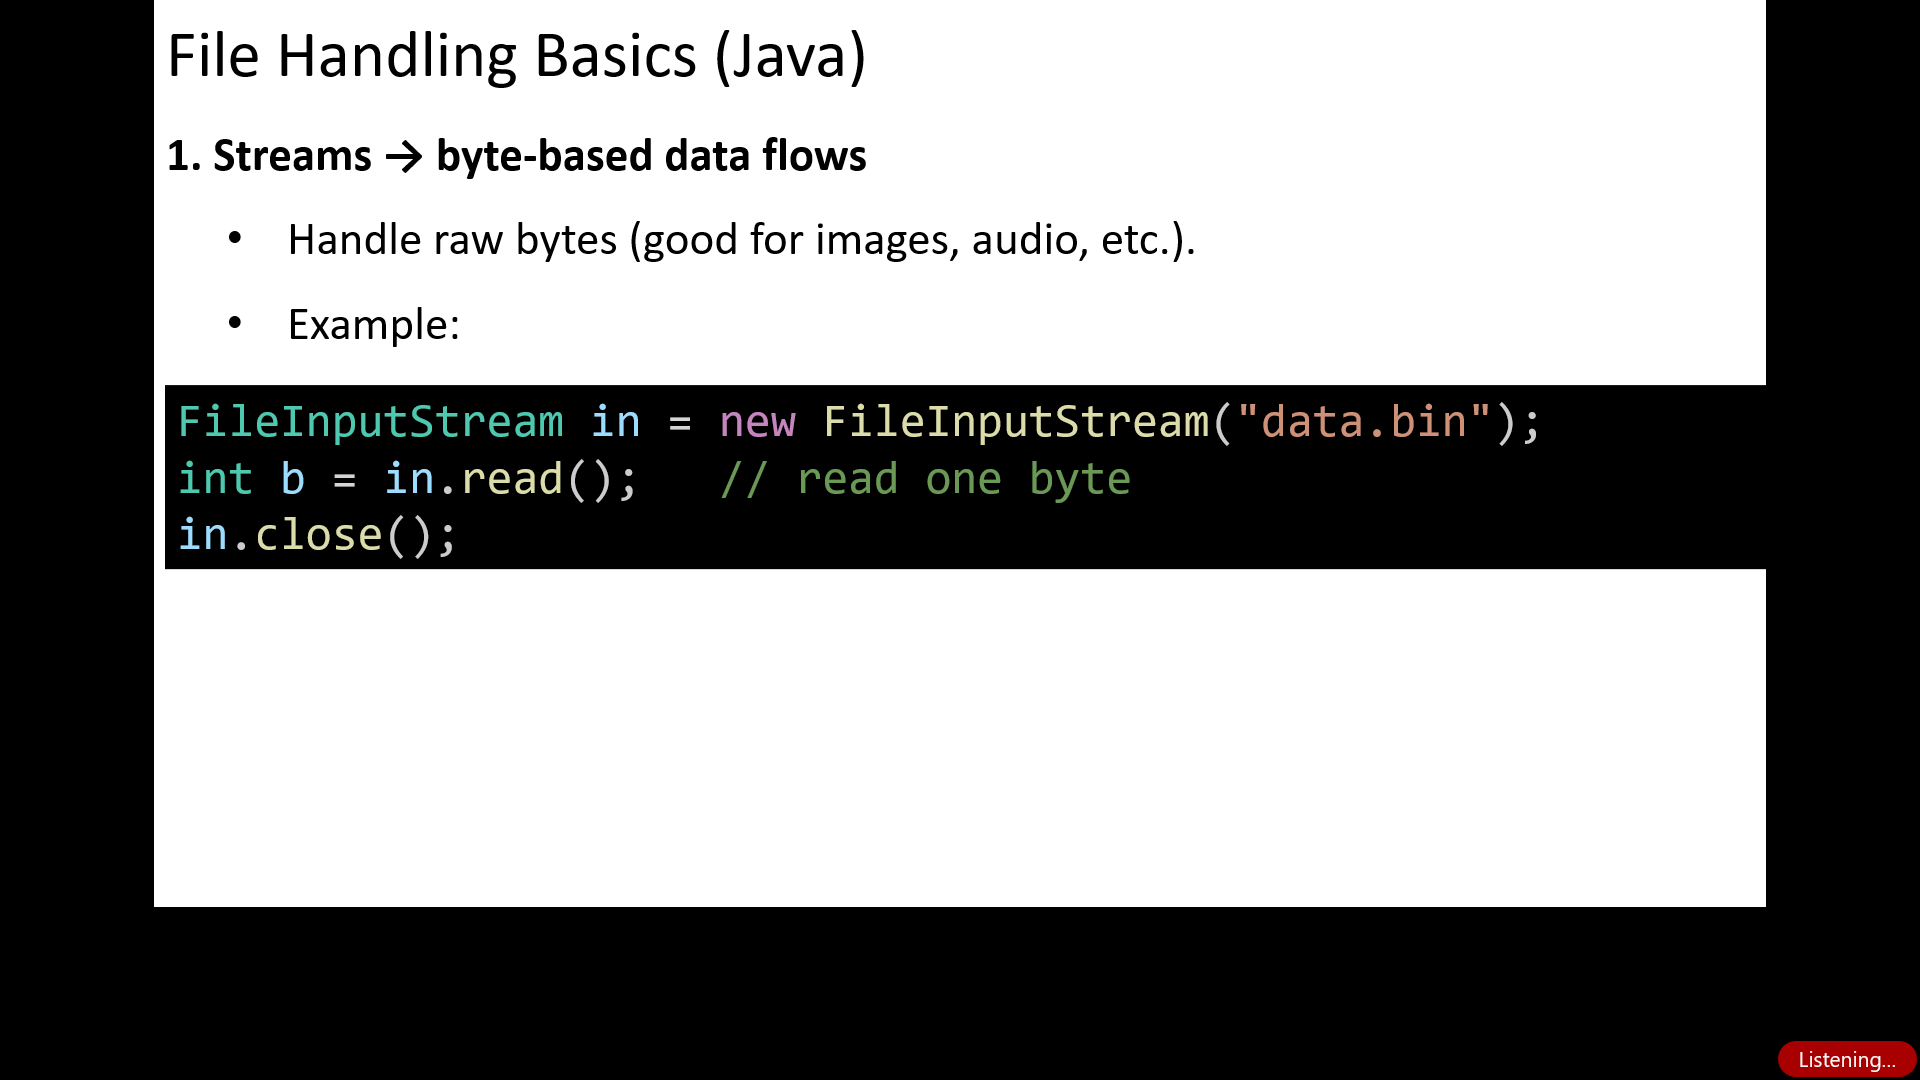 File Handling Basics (Java)
1. Streams → byte-based data flows
• Handle raw bytes (good for images, audio, etc.).
• Example:
FileInputStream in = new FileInputStream("data.bin");
int b = in.read();   // read one byte
in.close();
Listening...